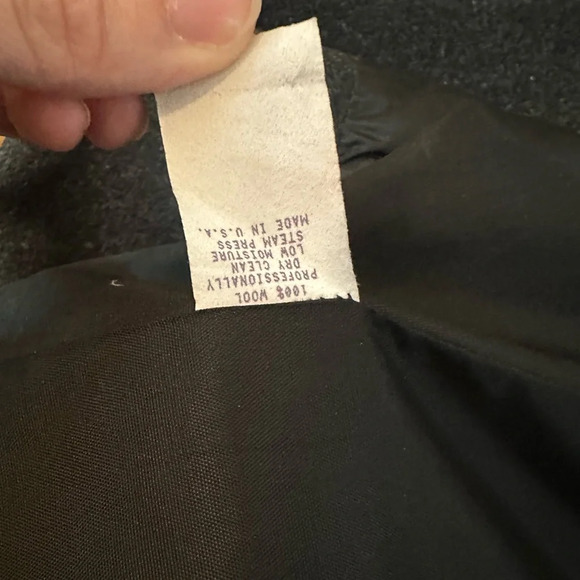 100% WOOL
PROFESSIONALLY
DRY CLEAN
LOW MOISTURE
STEAM PRESS
MADE IN U.S.A.